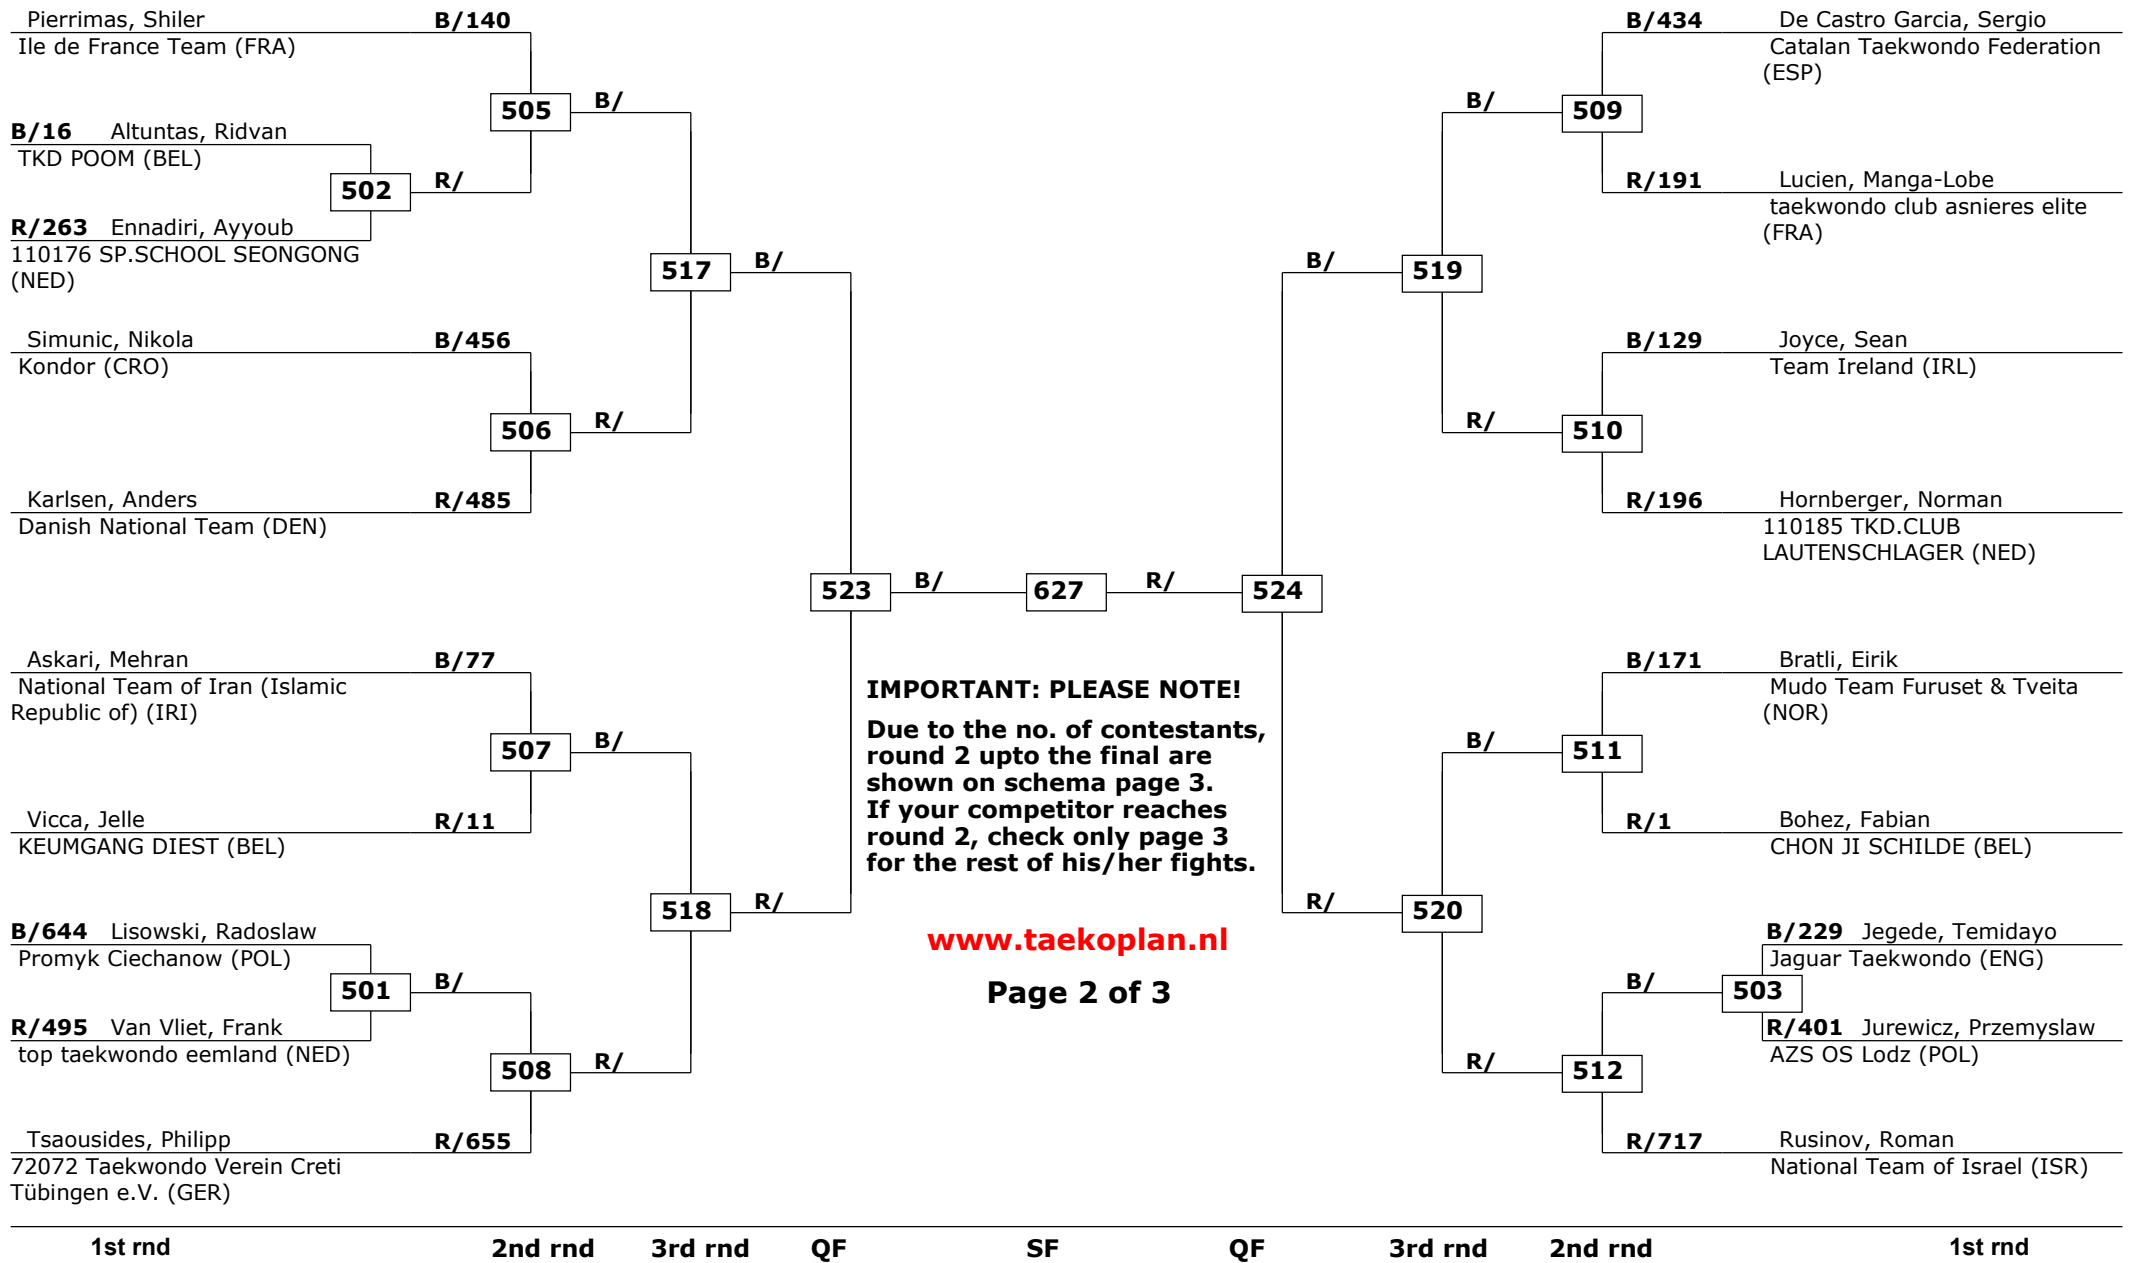 Pierrimas, Shiler B/140
Ile de France Team (FRA)
505 B/
B/16 Altuntas, Ridvan
TKD POOM (BEL)
502 R/
R/263 Ennadiri, Ayyoub
110176 SP.SCHOOL SEONGONG
(NED)
517 B/
Simunic, Nikola B/456
Kondor (CRO)
506 R/
Karlsen, Anders R/485
Danish National Team (DEN)
523 B/ 627 R/ 524
Askari, Mehran B/77
National Team of Iran (Islamic
Republic of) (IRI)
507 B/
Vicca, Jelle R/11
KEUMGANG DIEST (BEL)
518 R/
B/644 Lisowski, Radoslaw
Promyk Ciechanow (POL)
501 B/
R/495 Van Vliet, Frank
top taekwondo eemland (NED)
508 R/
Tsaousides, Philipp R/655
72072 Taekwondo Verein Creti
Tübingen e.V. (GER)
IMPORTANT: PLEASE NOTE!
Due to the no. of contestants,
round 2 upto the final are
shown on schema page 3.
If your competitor reaches
round 2, check only page 3
for the rest of his/her fights.
www.taekoplan.nl
Page 2 of 3
B/434 De Castro Garcia, Sergio
Catalan Taekwondo Federation
(ESP)
B/ 509
R/191 Lucien, Manga-Lobe
taekwondo club asnieres elite
(FRA)
B/ 519
B/129 Joyce, Sean
Team Ireland (IRL)
R/ 510
R/196 Hornberger, Norman
110185 TKD.CLUB
LAUTENSCHLAGER (NED)
B/171 Bratli, Eirik
Mudo Team Furuset & Tveita
(NOR)
B/ 511
R/1 Bohez, Fabian
CHON JI SCHILDE (BEL)
R/ 520
B/229 Jegede, Temidayo
Jaguar Taekwondo (ENG)
B/ 503
R/401 Jurewicz, Przemyslaw
AZS OS Lodz (POL)
R/ 512
R/717 Rusinov, Roman
National Team of Israel (ISR)
1st rnd 2nd rnd 3rd rnd QF SF QF 3rd rnd 2nd rnd 1st rnd